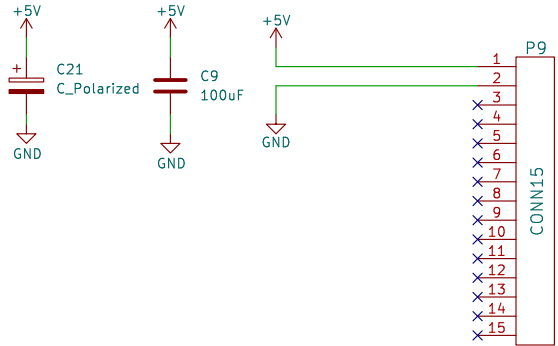 +5V
+5V
+5V
+
C21
C_Polarized
C9
100uF
GND
GND
GND
P9
1
2
3
4
5
6
7
8
9
10
11
12
13
14
15
CONN15